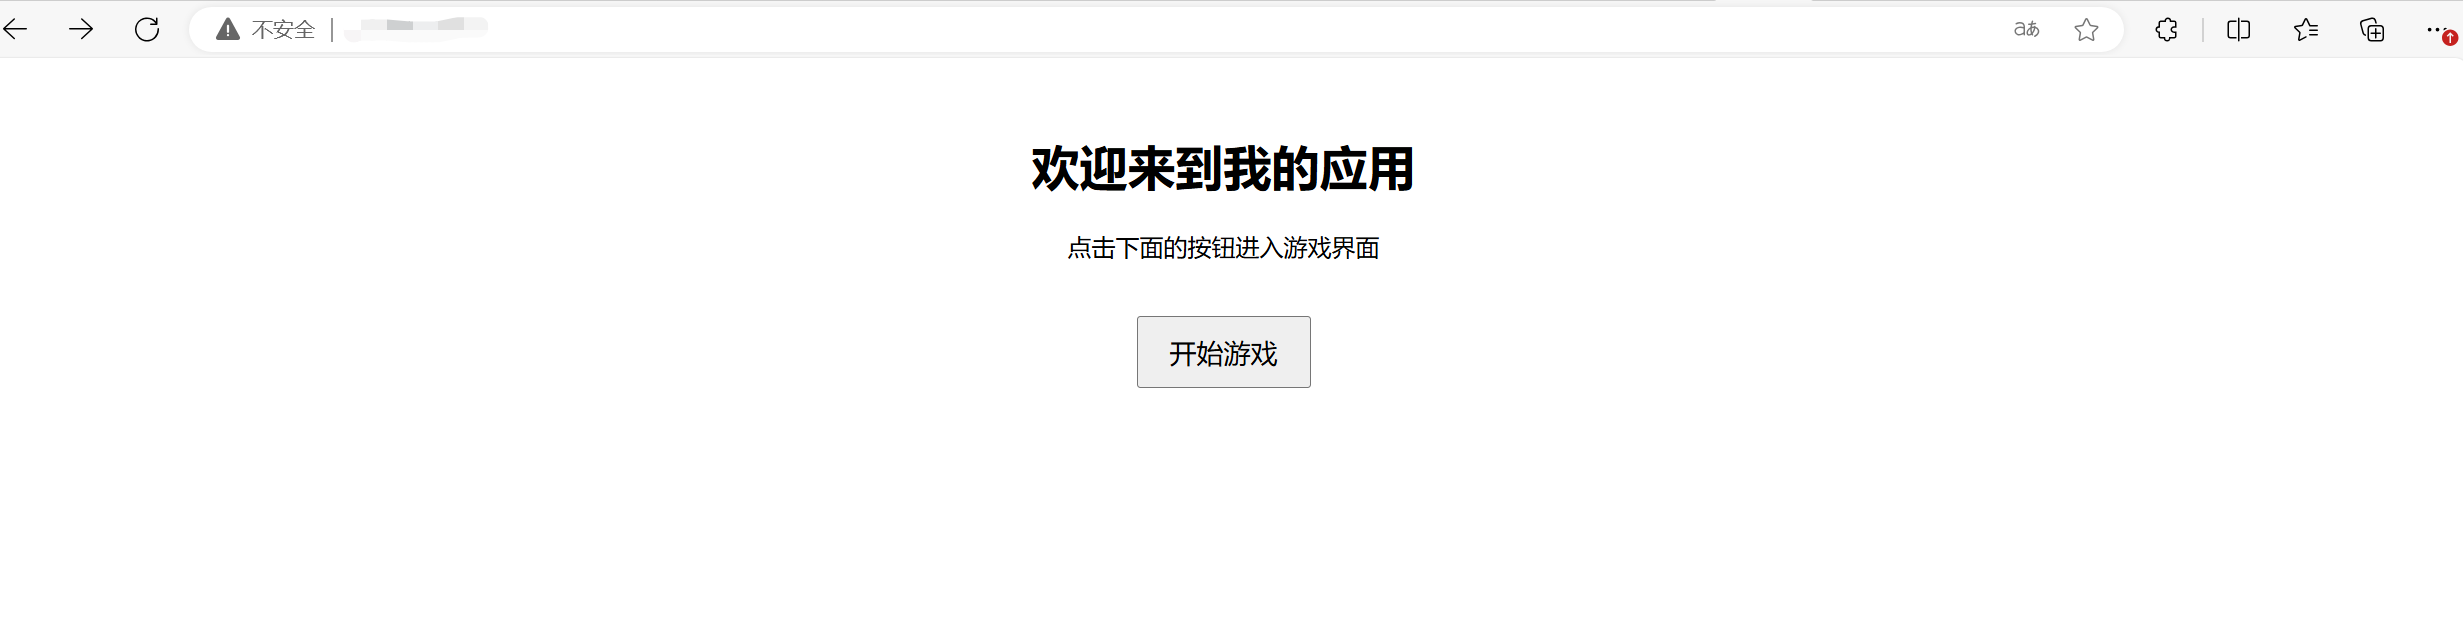 不安全
aあ
欢迎来到我的应用
点击下面的按钮进入游戏界面
开始游戏